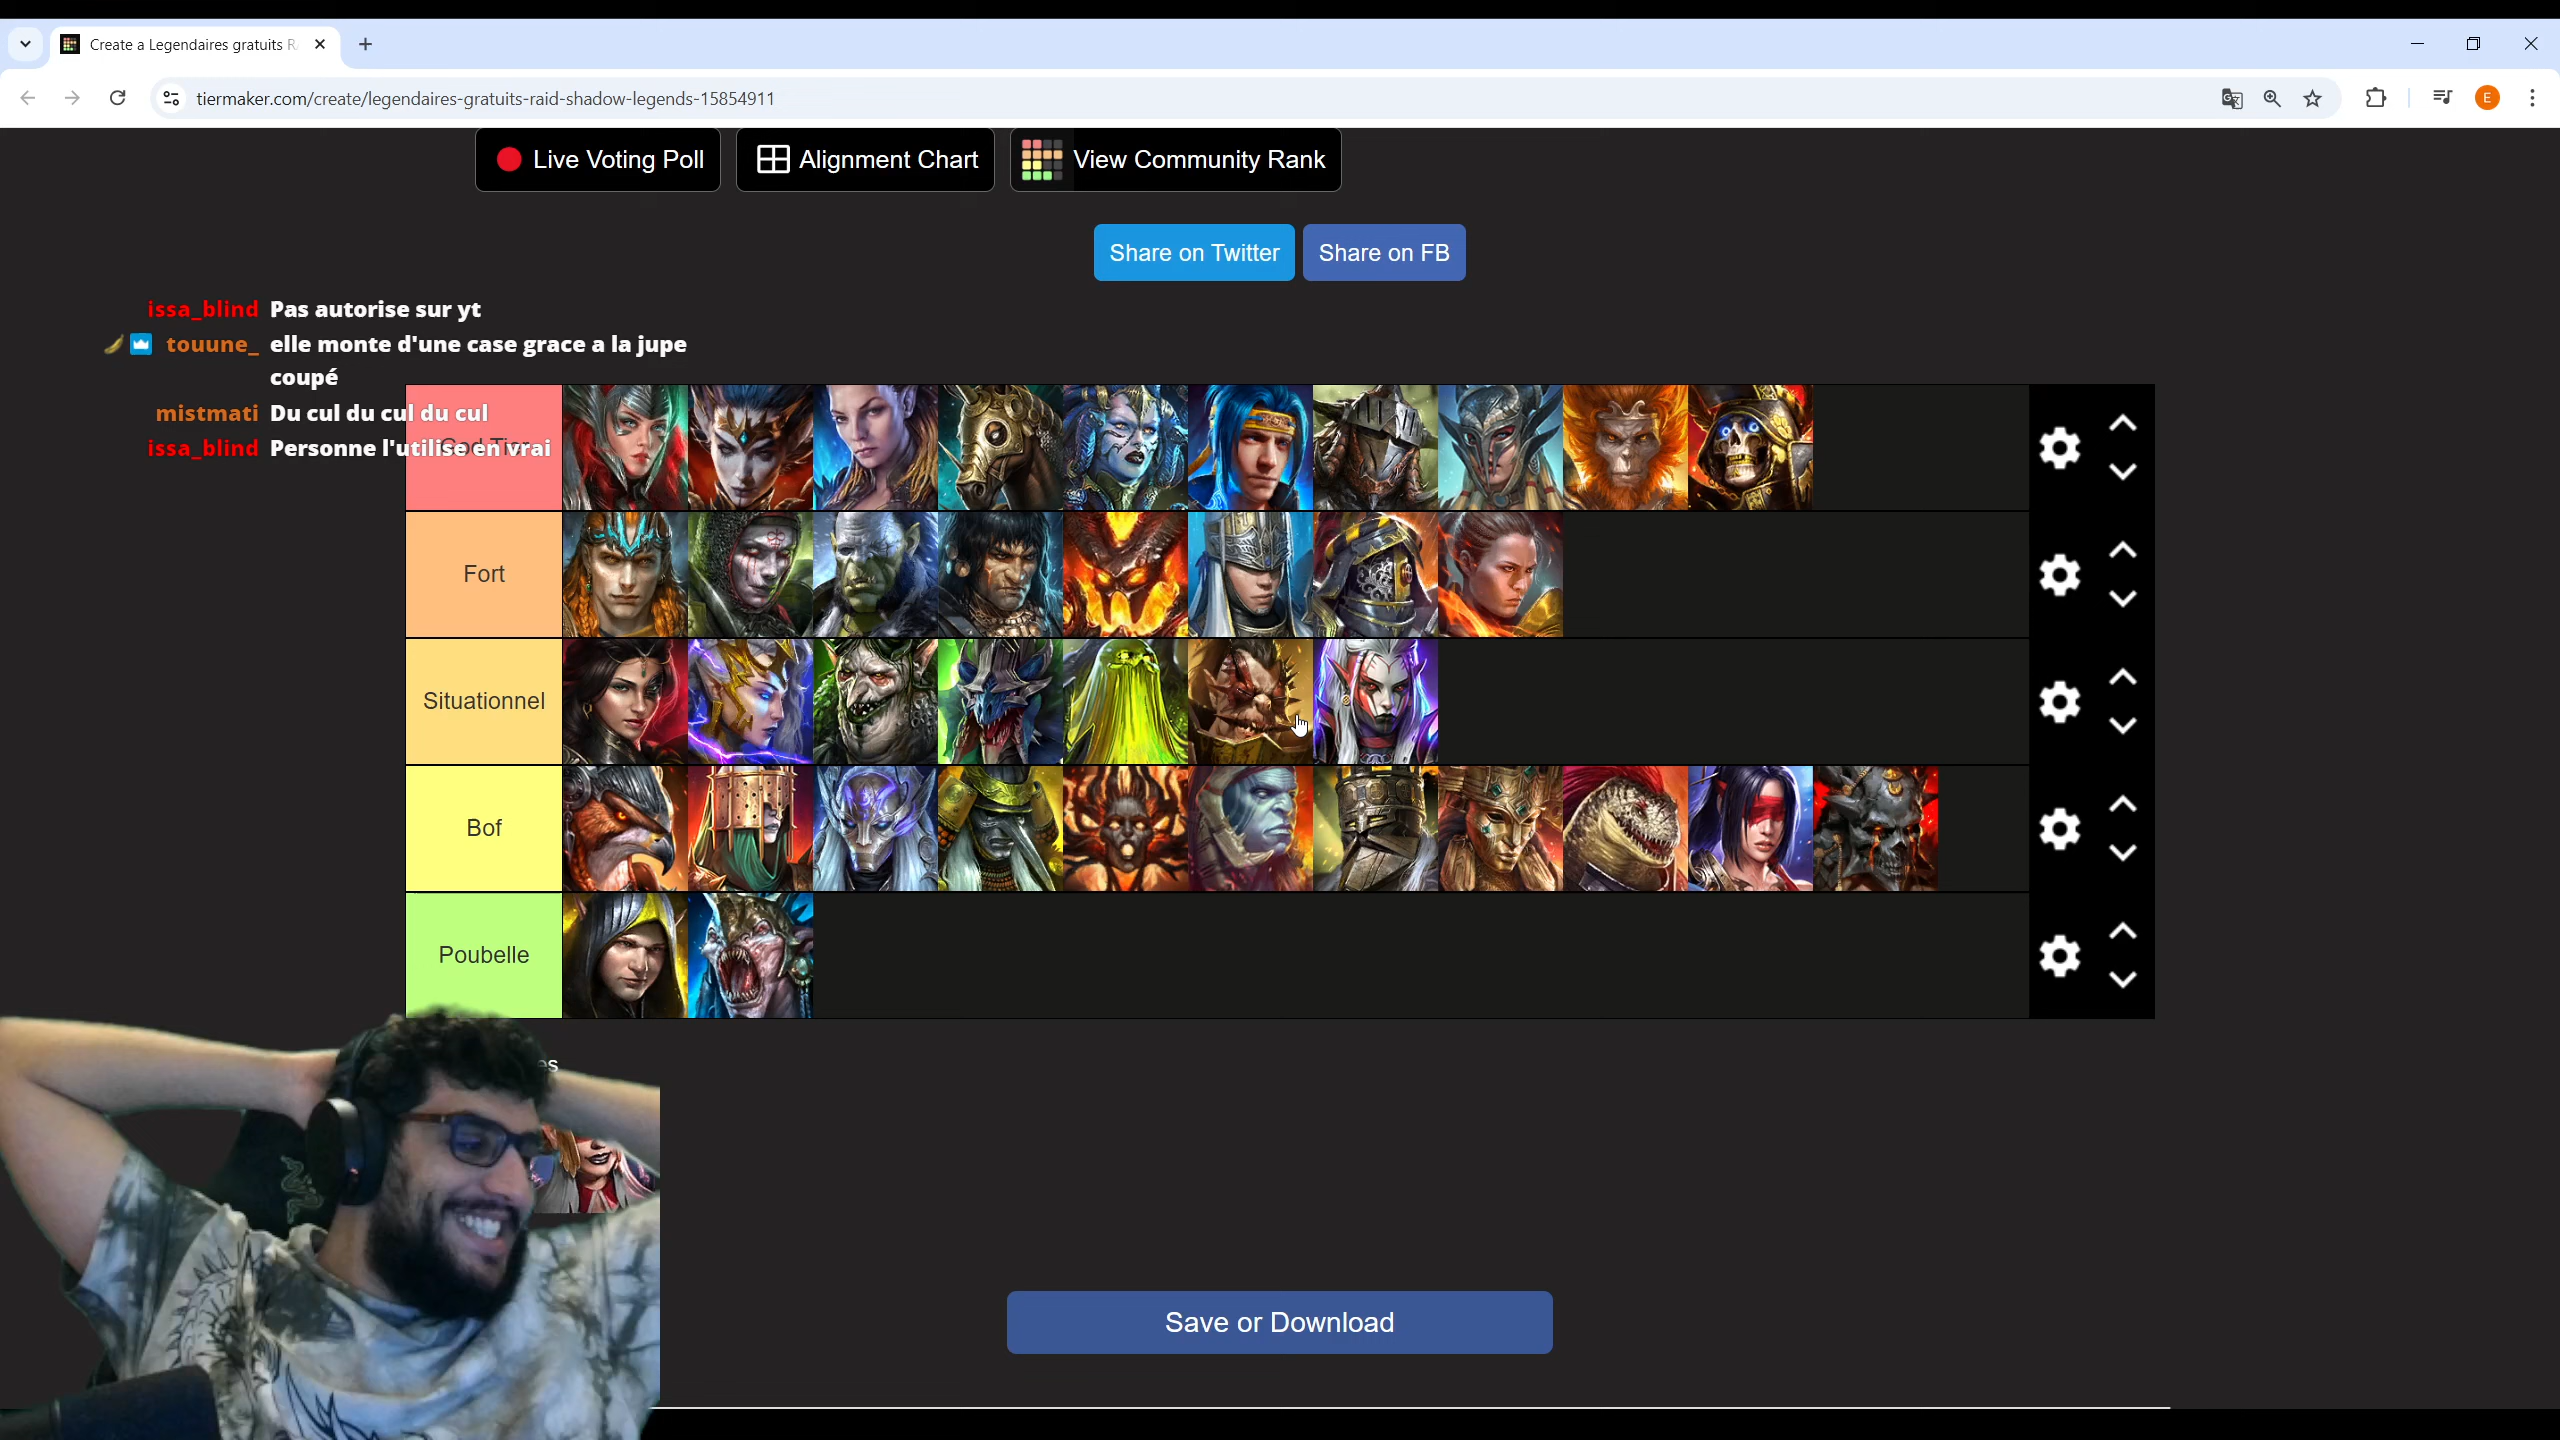 Create a Legendaires gratuits R
tiermaker.com/create/legendaires-gratuits-raid-shadow-legends-15854911
E
Live Voting Poll
Alignment Chart
View Community Rank
Share on Twitter
Share on FB
issa_blind Pas autorise sur yt
touune_ elle monte d'une case grace a la jupe
coupé
mistmati Du cul du cul du cul
issa_blind Personne l'utilise en vrai
God Tier
Fort
Situationnel
Bof
Poubelle
Save or Download